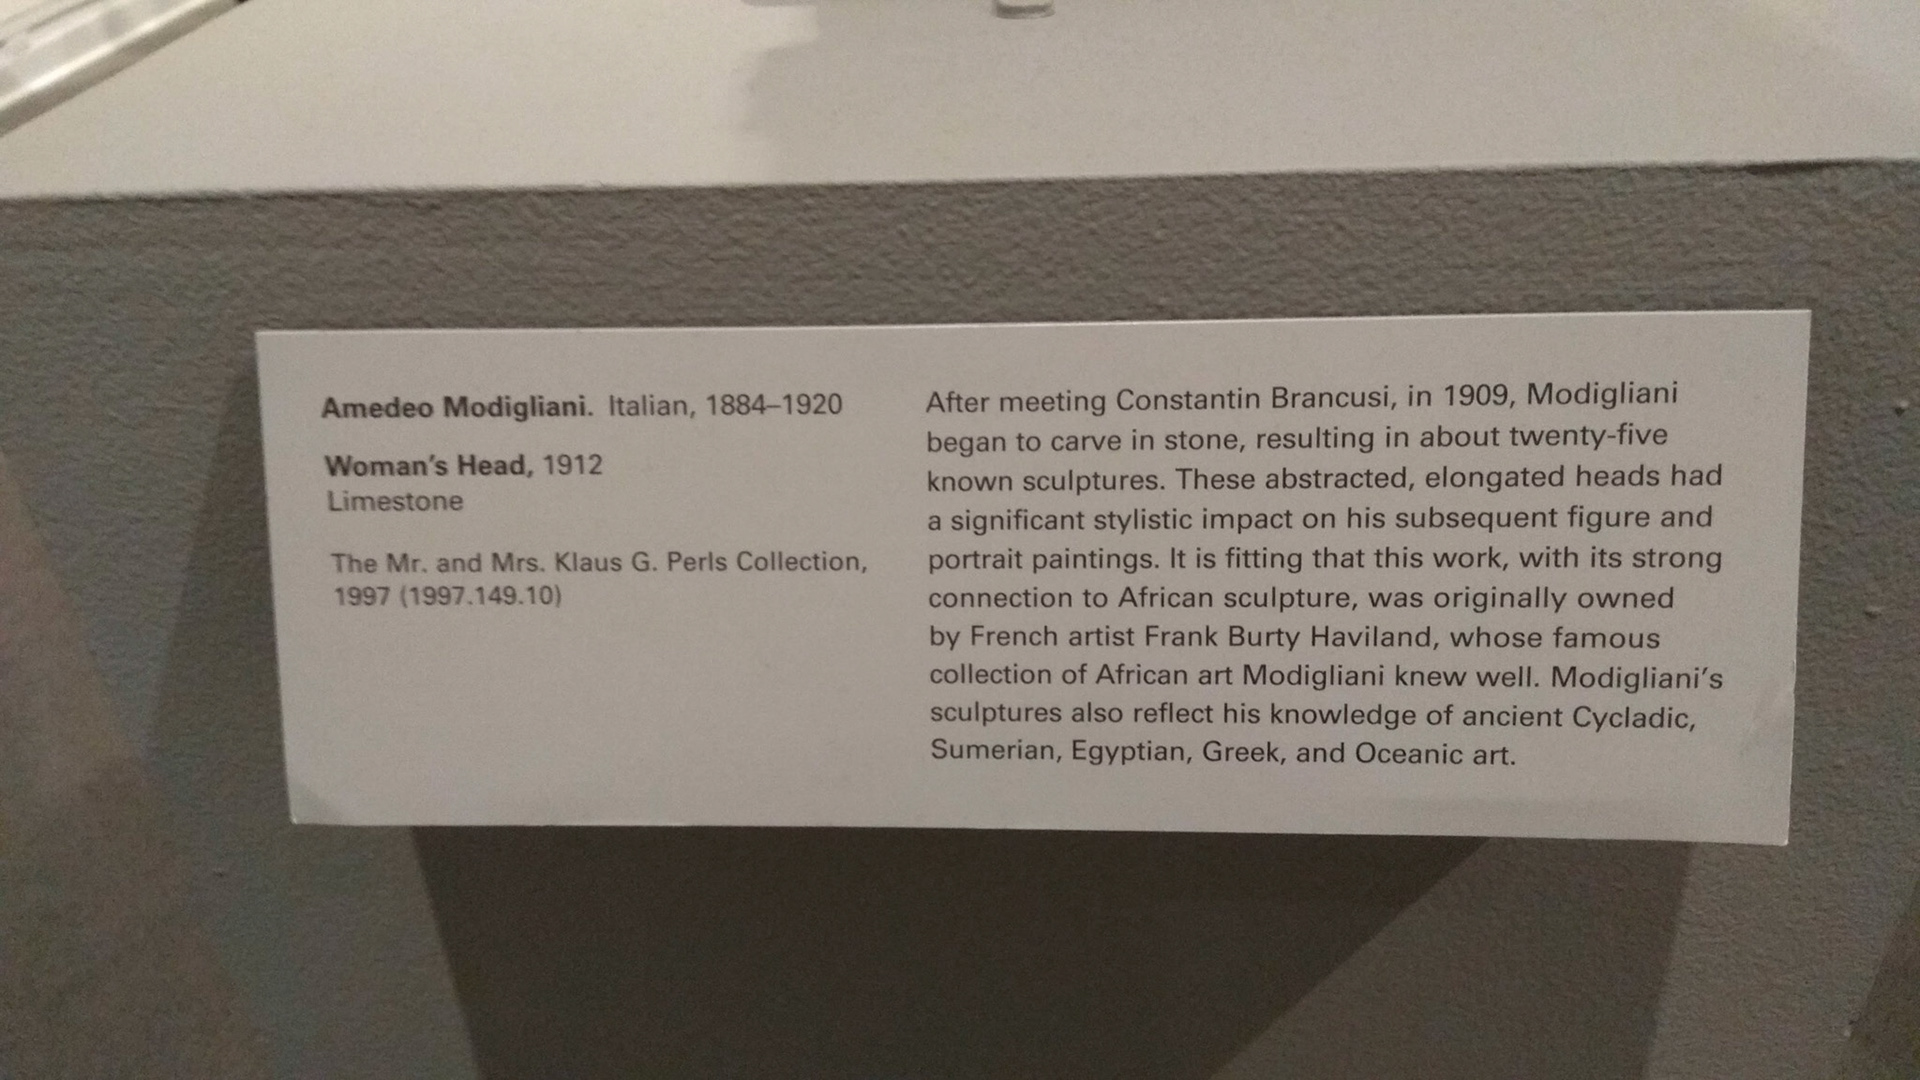 Amedeo Modigliani. Italian, 1884–1920
Woman's Head, 1912
Limestone
The Mr. and Mrs. Klaus G. Perls Collection,
1997 (1997.149.10)
After meeting Constantin Brancusi, in 1909, Modigliani
began to carve in stone, resulting in about twenty-five
known sculptures. These abstracted, elongated heads had
a significant stylistic impact on his subsequent figure and
portrait paintings. It is fitting that this work, with its strong
connection to African sculpture, was originally owned
by French artist Frank Burty Haviland, whose famous
collection of African art Modigliani knew well. Modigliani's
sculptures also reflect his knowledge of ancient Cycladic,
Sumerian, Egyptian, Greek, and Oceanic art.